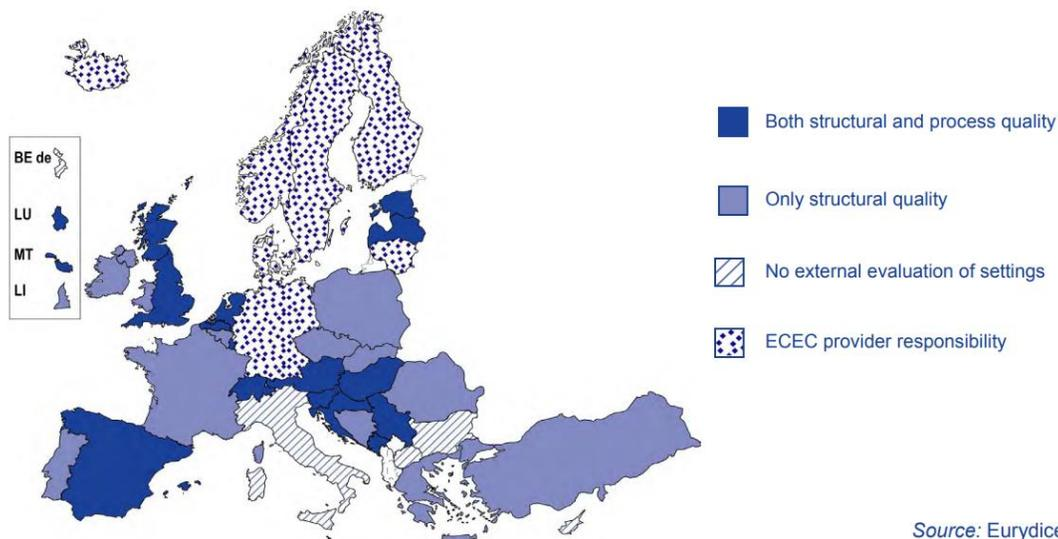 BE de
LU
MT
LI
Both structural and process quality
Only structural quality
No external evaluation of settings
ECEC provider responsibility
Source: Eurydice